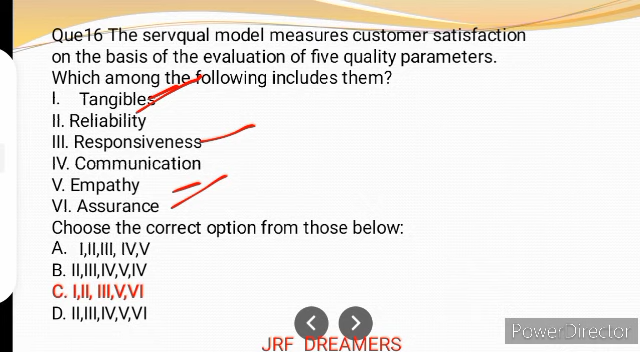 Que16 The servqual model measures customer satisfaction
on the basis of the evaluation of five quality parameters.
Which among the following includes them?
I. Tangibles
II. Reliability
III. Responsiveness
IV. Communication
V. Empathy
VI. Assurance
Choose the correct option from those below:
A. I,II,III, IV,V
B. II,III,IV,V,IV
C. I,II, III,V,VI
D. II,III,IV,V,VI
PowerDirector
JRF DREAMERS